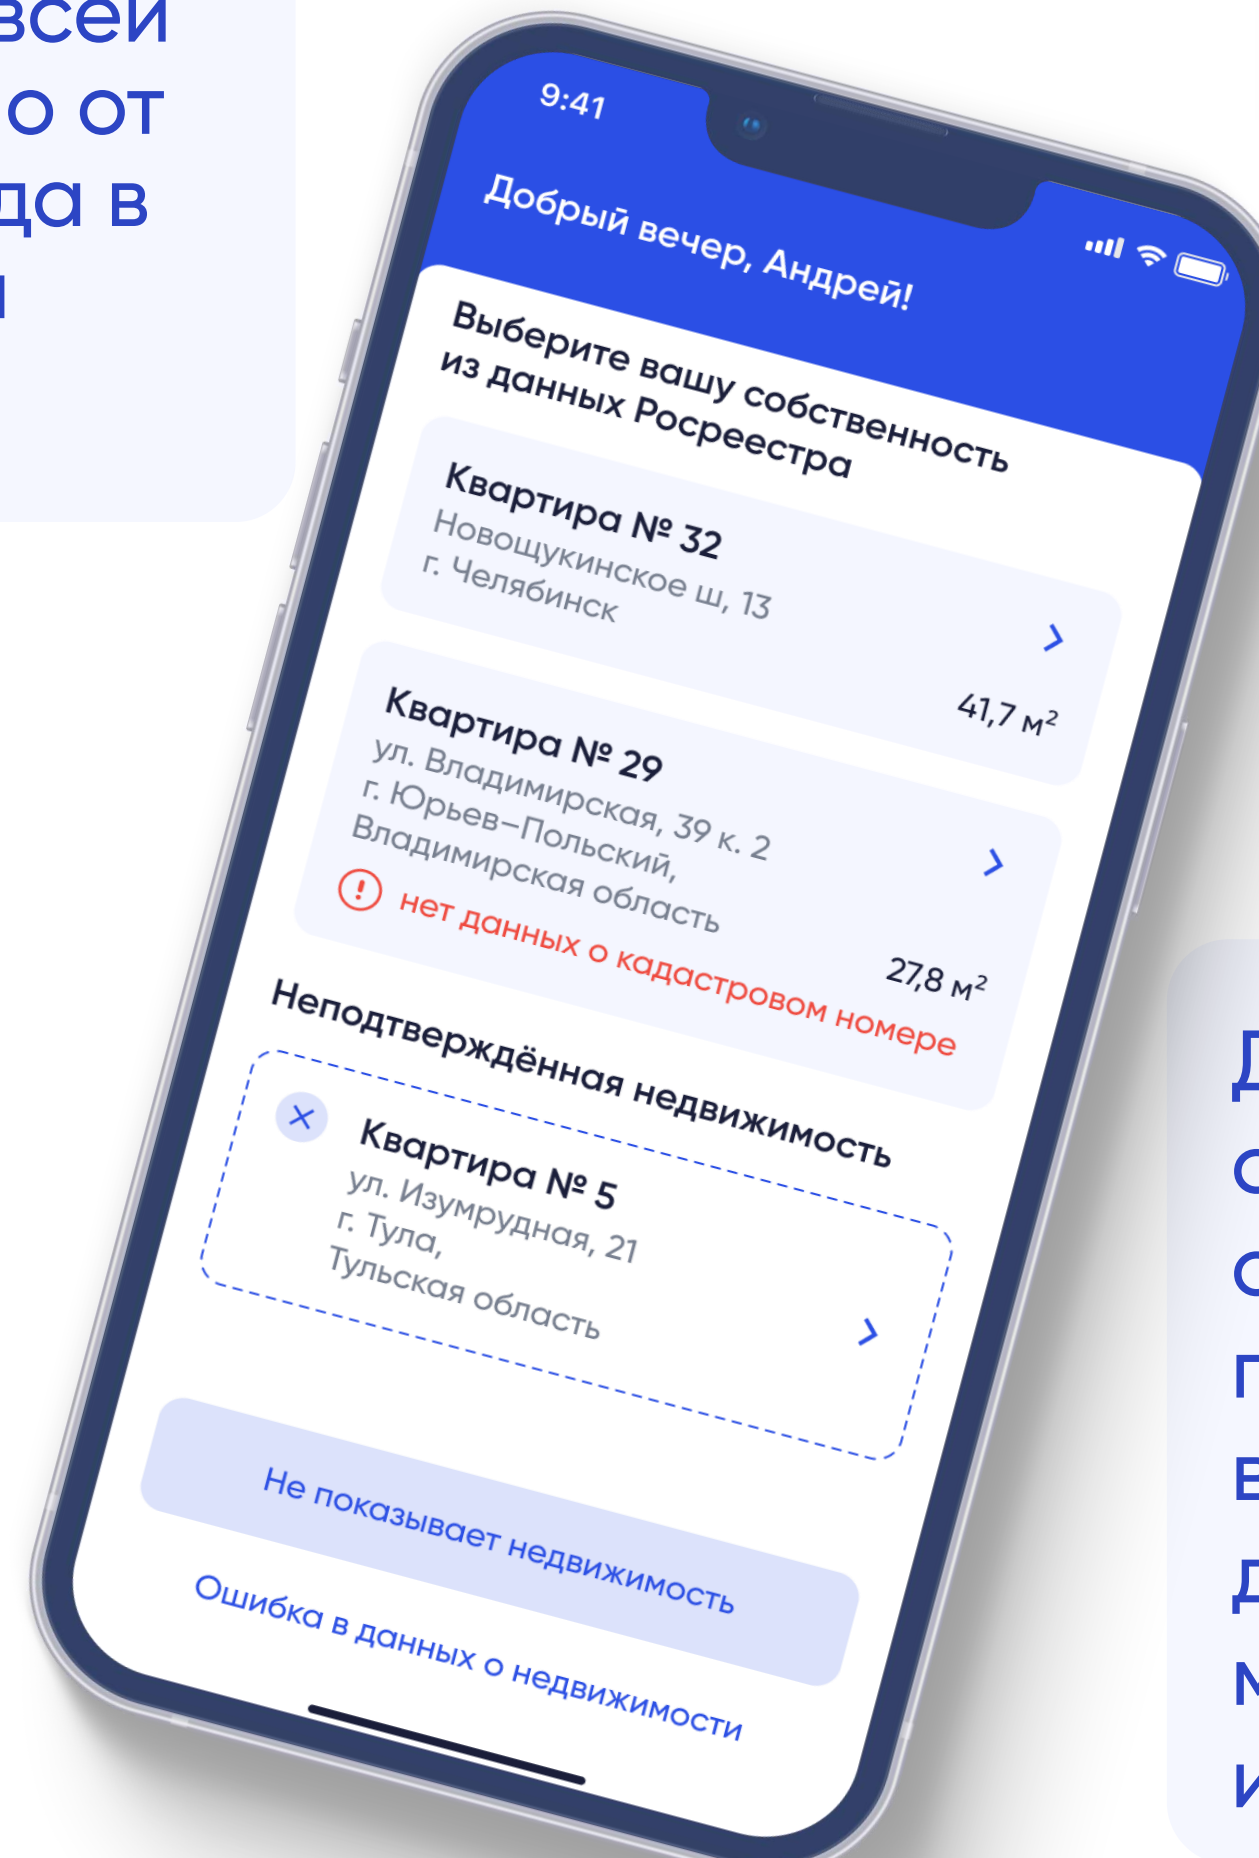 всей
о от
да в
9:41
Добрый вечер, Андрей!
Выберите вашу собственность
из данных Росреестра
Квартира № 32
Новощукинское ш, 13
г. Челябинск
41,7 м²
Квартира № 29
ул. Владимирская, 39 к. 2
г. Юрьев-Польский,
Владимирская область
27,8 м²
нет данных о кадастровом номере
Неподтверждённая недвижимость
Квартира № 5
ул. Изумрудная, 21
г. Тула,
Тульская область
Не показывает недвижимость
Ошибка в данных о недвижимости